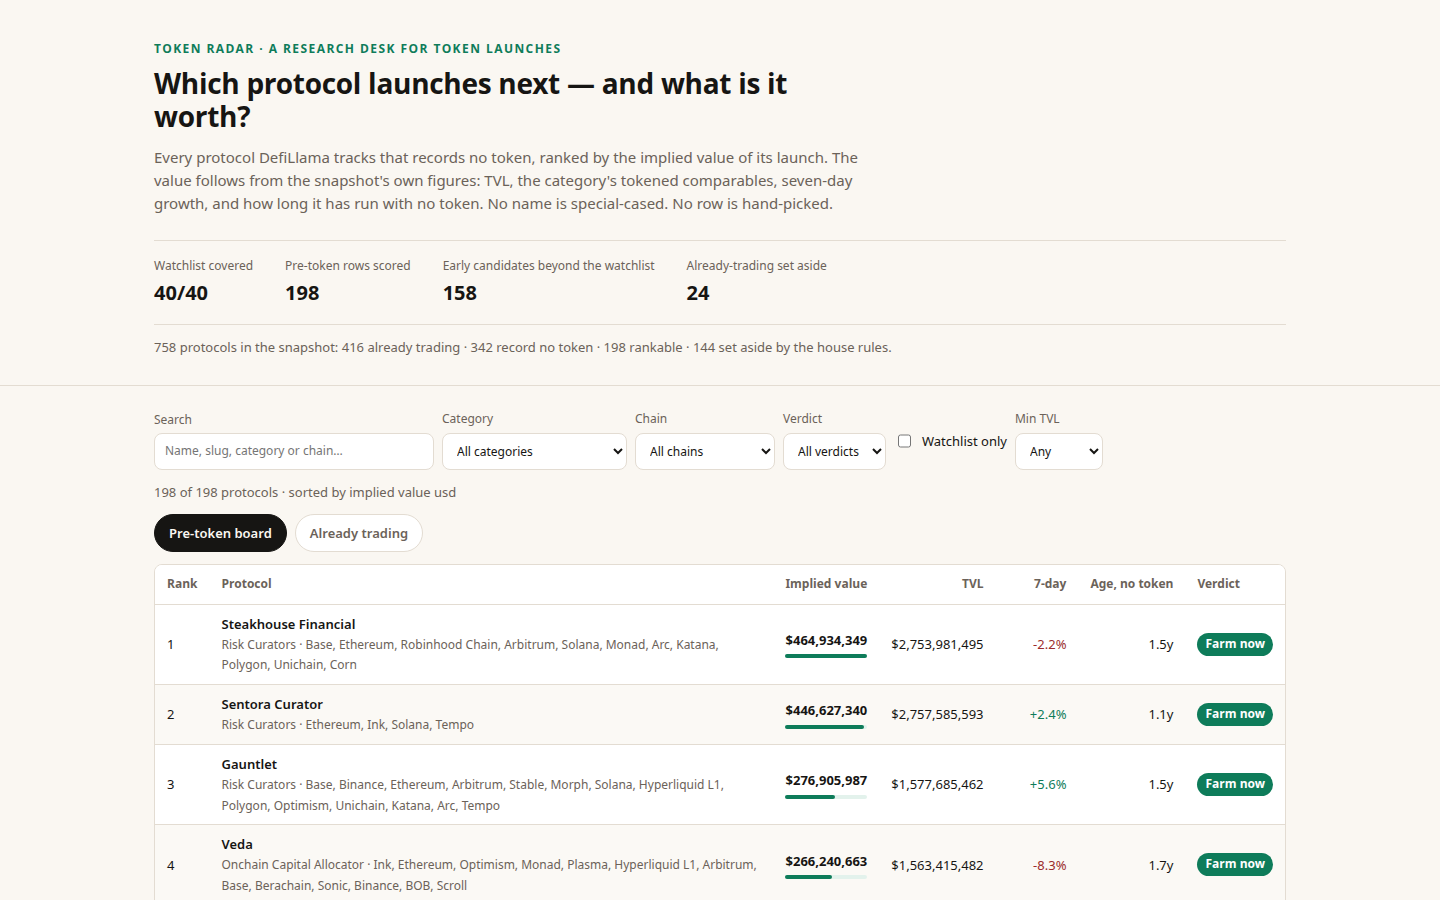 TOKEN RADAR · A RESEARCH DESK FOR TOKEN LAUNCHES
Which protocol launches next — and what is it
worth?
Every protocol DefiLlama tracks that records no token, ranked by the implied value of its launch. The
value follows from the snapshot's own figures: TVL, the category's tokened comparables, seven-day
growth, and how long it has run with no token. No name is special-cased. No row is hand-picked.
Watchlist covered Pre-token rows scored Early candidates beyond the watchlist Already-trading set aside
40/40 198 158 24
758 protocols in the snapshot: 416 already trading · 342 record no token · 198 rankable · 144 set aside by the house rules.
Search Category Chain Verdict Min TVL
Name, slug, category or chain... All categories All chains All verdicts Watchlist only Any
198 of 198 protocols · sorted by implied value usd
Pre-token board Already trading
Rank Protocol Implied value TVL 7-day Age, no token Verdict
Steakhouse Financial
1 Risk Curators · Base, Ethereum, Robinhood Chain, Arbitrum, Solana, Monad, Arc, Katana, $464,934,349 $2,753,981,495 -2.2% 1.5y Farm now
Polygon, Unichain, Corn
Sentora Curator
2 Risk Curators · Ethereum, Ink, Solana, Tempo $446,627,340 $2,757,585,593 +2.4% 1.1y Farm now
Gauntlet
3 Risk Curators · Base, Binance, Ethereum, Arbitrum, Stable, Morph, Solana, Hyperliquid L1, $276,905,987 $1,577,685,462 +5.6% 1.5y Farm now
Polygon, Optimism, Unichain, Katana, Arc, Tempo
Veda
4 Onchain Capital Allocator · Ink, Ethereum, Optimism, Monad, Plasma, Hyperliquid L1, Arbitrum, $266,240,663 $1,563,415,482 -8.3% 1.7y Farm now
Base, Berachain, Sonic, Binance, BOB, Scroll